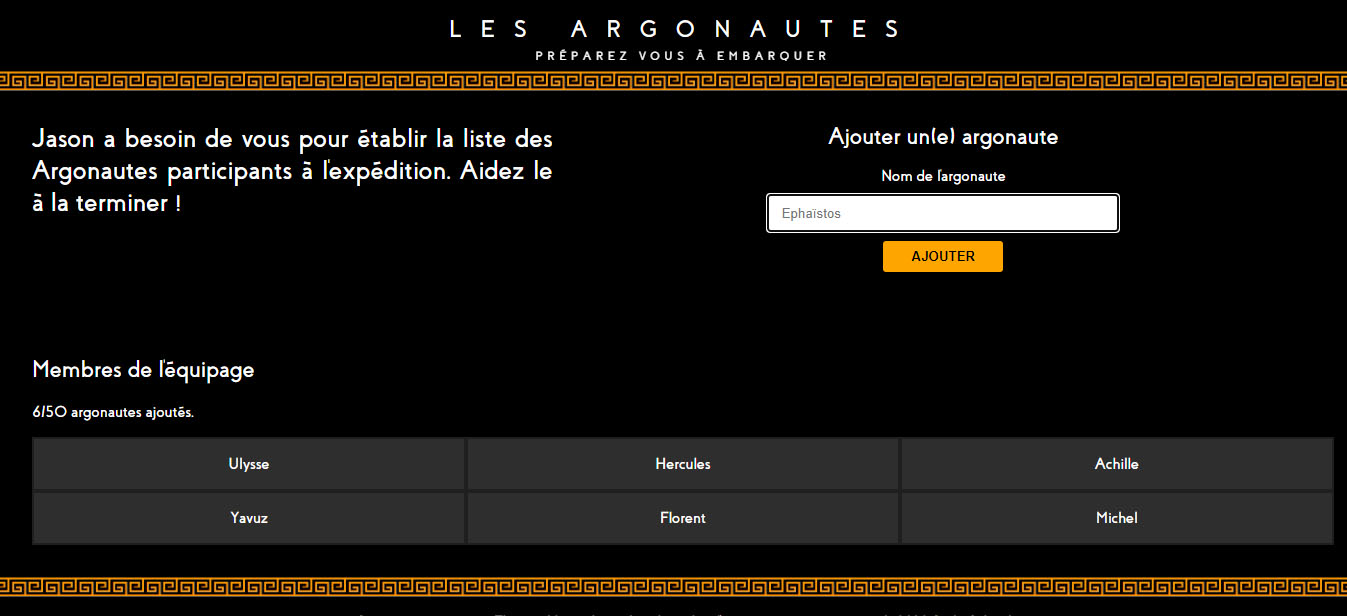 LES ARGONAUTES
PRÉPAREZ VOUS À EMBARQUER
Jason a besoin de vous pour établir la liste des
Argonautes participants à l'expédition. Aidez le
à la terminer !
Ajouter un(e) argonaute
Nom de l'argonaute
Ephaïstos
AJOUTER
Membres de l'équipage
6/50 argonautes ajoutés.
Ulysse Hercules Achille
Yavuz Florent Michel